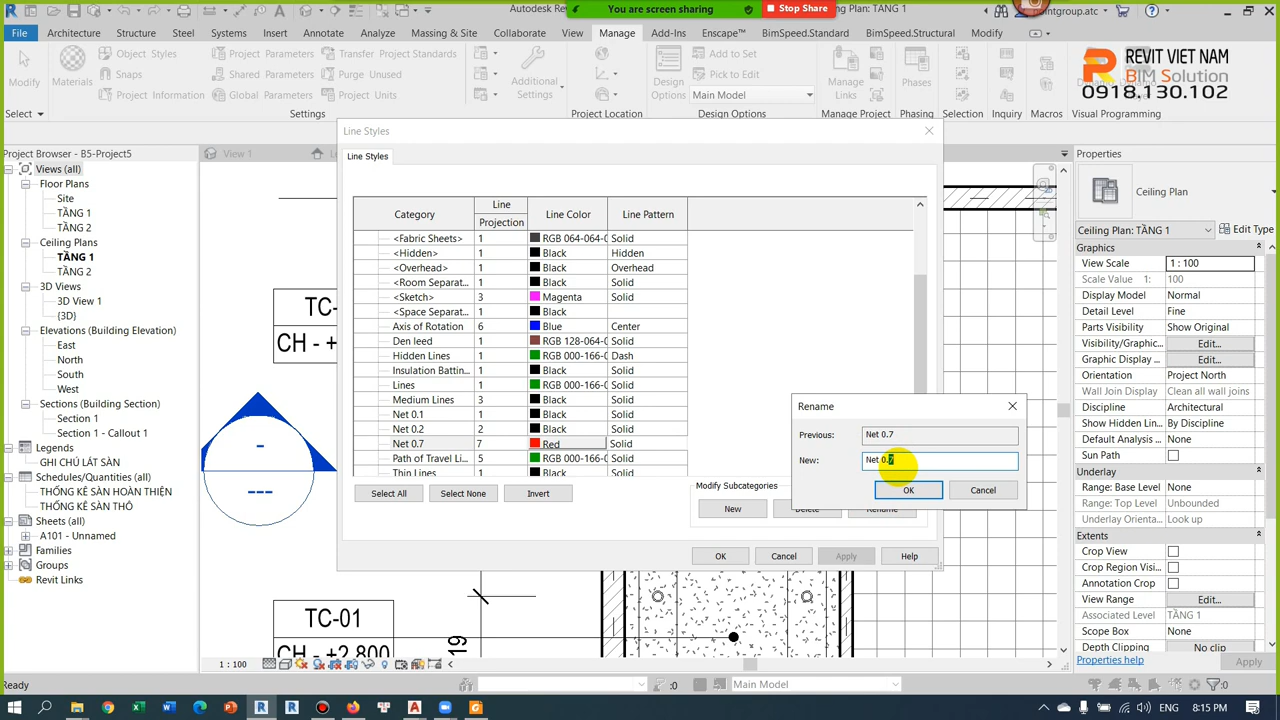 Autodesk Revit
You are screen sharing
Stop Share
Ceiling Plan: TẦNG 1
File Architecture Structure Steel Systems Insert Annotate Analyze Massing & Site Collaborate View Manage Add-Ins Enscape™ BimSpeed.Standard BimSpeed.Structural Modify
Modify
Materials
Object Styles
Snaps
Project Information
Project Parameters
Shared Parameters
Global Parameters
Transfer Project Standards
Purge Unused
Project Units
Additional
Settings
Design
Options
Add to Set
Pick to Edit
Main Model
Manage
Links
Phases
REVIT VIET NAM
BIM Solution
0918.130.102
Select
Settings
Project Location
Design Options
Manage Project
Phasing
Selection
Inquiry
Macros
Visual Programming
Project Browser - B5-Project5
Views (all)
Floor Plans
Site
TẦNG 1
TẦNG 2
Ceiling Plans
TẦNG 1
TẦNG 2
3D Views
3D View 1
{3D}
Elevations (Building Elevation)
East
North
South
West
Sections (Building Section)
Section 1
Section 1 - Callout 1
Legends
GHI CHÚ LÁT SÀN
Schedules/Quantities (all)
THỐNG KÊ SÀN HOÀN THIỆN
THỐNG KÊ SÀN THÔ
Sheets (all)
A101 - Unnamed
Families
Groups
Revit Links
View 1
TC-
CH - +
TC-01
CH - +2.800
19
Line Styles
Line Styles
Category
Line
Projection
Line Color
Line Pattern
<Fabric Sheets> 1 RGB 064-064-0 Solid
<Hidden> 1 Black Hidden
<Overhead> 1 Black Overhead
<Room Separat... 1 Black Solid
<Sketch> 3 Magenta Solid
<Space Separat... 1 Black
Axis of Rotation 6 Blue Center
Den leed 1 RGB 128-064-0 Solid
Hidden Lines 1 RGB 000-166-0 Dash
Insulation Battin... 1 Black Solid
Lines 1 RGB 000-166-0 Solid
Medium Lines 3 Black Solid
Net 0.1 1 Black Solid
Net 0.2 2 Black Solid
Net 0.7 7 Red Solid
Path of Travel Li... 5 RGB 000-166-0 Solid
Thin Lines 1 Black Solid
Select All
Select None
Invert
Modify Subcategories
New
Delete
Rename
OK
Cancel
Apply
Help
Rename
Previous: Net 0.7
New: Net 0.7
OK
Cancel
Properties
Ceiling Plan
Ceiling Plan: TẦNG 1
Edit Type
Graphics
View Scale 1 : 100
Scale Value 1: 100
Display Model Normal
Detail Level Fine
Parts Visibility Show Original
Visibility/Graphic... Edit...
Graphic Display ... Edit...
Orientation Project North
Wall Join Display Clean all wall joins
Discipline Architectural
Show Hidden Lin... By Discipline
Default Analysis ... None
Sun Path
Underlay
Range: Base Level None
Range: Top Level Unbounded
Underlay Orienta... Look up
Extents
Crop View
Crop Region Visi...
Annotation Crop
View Range Edit...
Associated Level TẦNG 1
Scope Box None
Depth Clipping No clip
Properties help
Apply
1 : 100
Ready
:0
Main Model
:0
ENG
8:15 PM